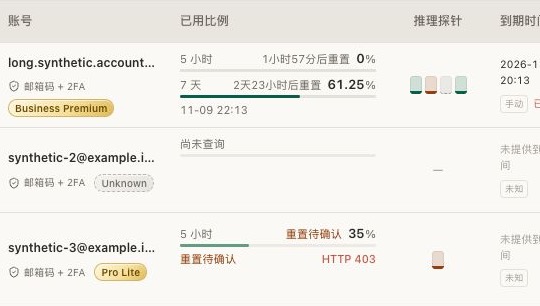 账号 已用比例 推理探针 到期时间
long.synthetic.account...
邮箱码 + 2FA
Business Premium
5 小时 1小时57分后重置 0%
7 天 2天23小时后重置 61.25%
11-09 22:13
2026-1
20:13
手动
synthetic-2@example.i...
邮箱码 + 2FA Unknown
尚未查询
—
未提供到
间
未知
synthetic-3@example.i...
邮箱码 + 2FA Pro Lite
5 小时 重置待确认 35%
重置待确认 HTTP 403
未提供到
间
未知